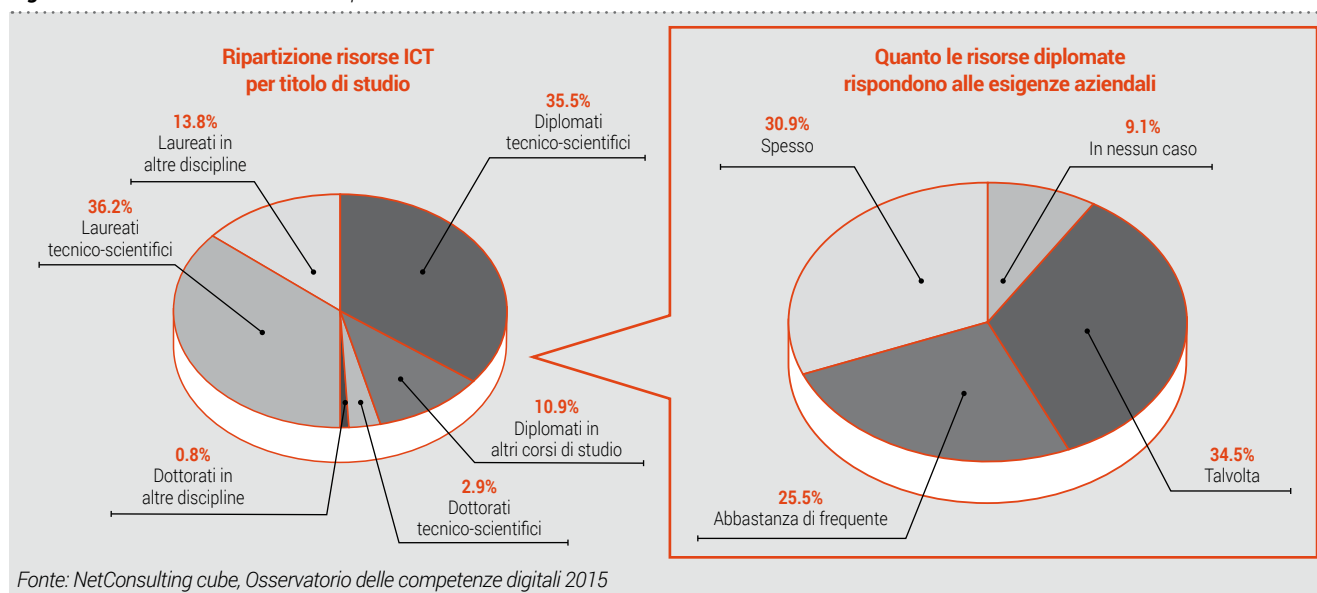 Ripartizione risorse ICT
per titolo di studio
13.8%
Laureati in
altre discipline
35.5%
Diplomati
tecnico-scientifici
36.2%
Laureati
tecnico-scientifici
10.9%
Diplomati in
altri corsi di studio
0.8%
Dottorati in
altre discipline
2.9%
Dottorati
tecnico-scientifici
Quanto le risorse diplomate
rispondono alle esigenze aziendali
30.9%
Spesso
9.1%
In nessun caso
34.5%
Talvolta
25.5%
Abbastanza di frequente
Fonte: NetConsulting cube, Osservatorio delle competenze digitali 2015